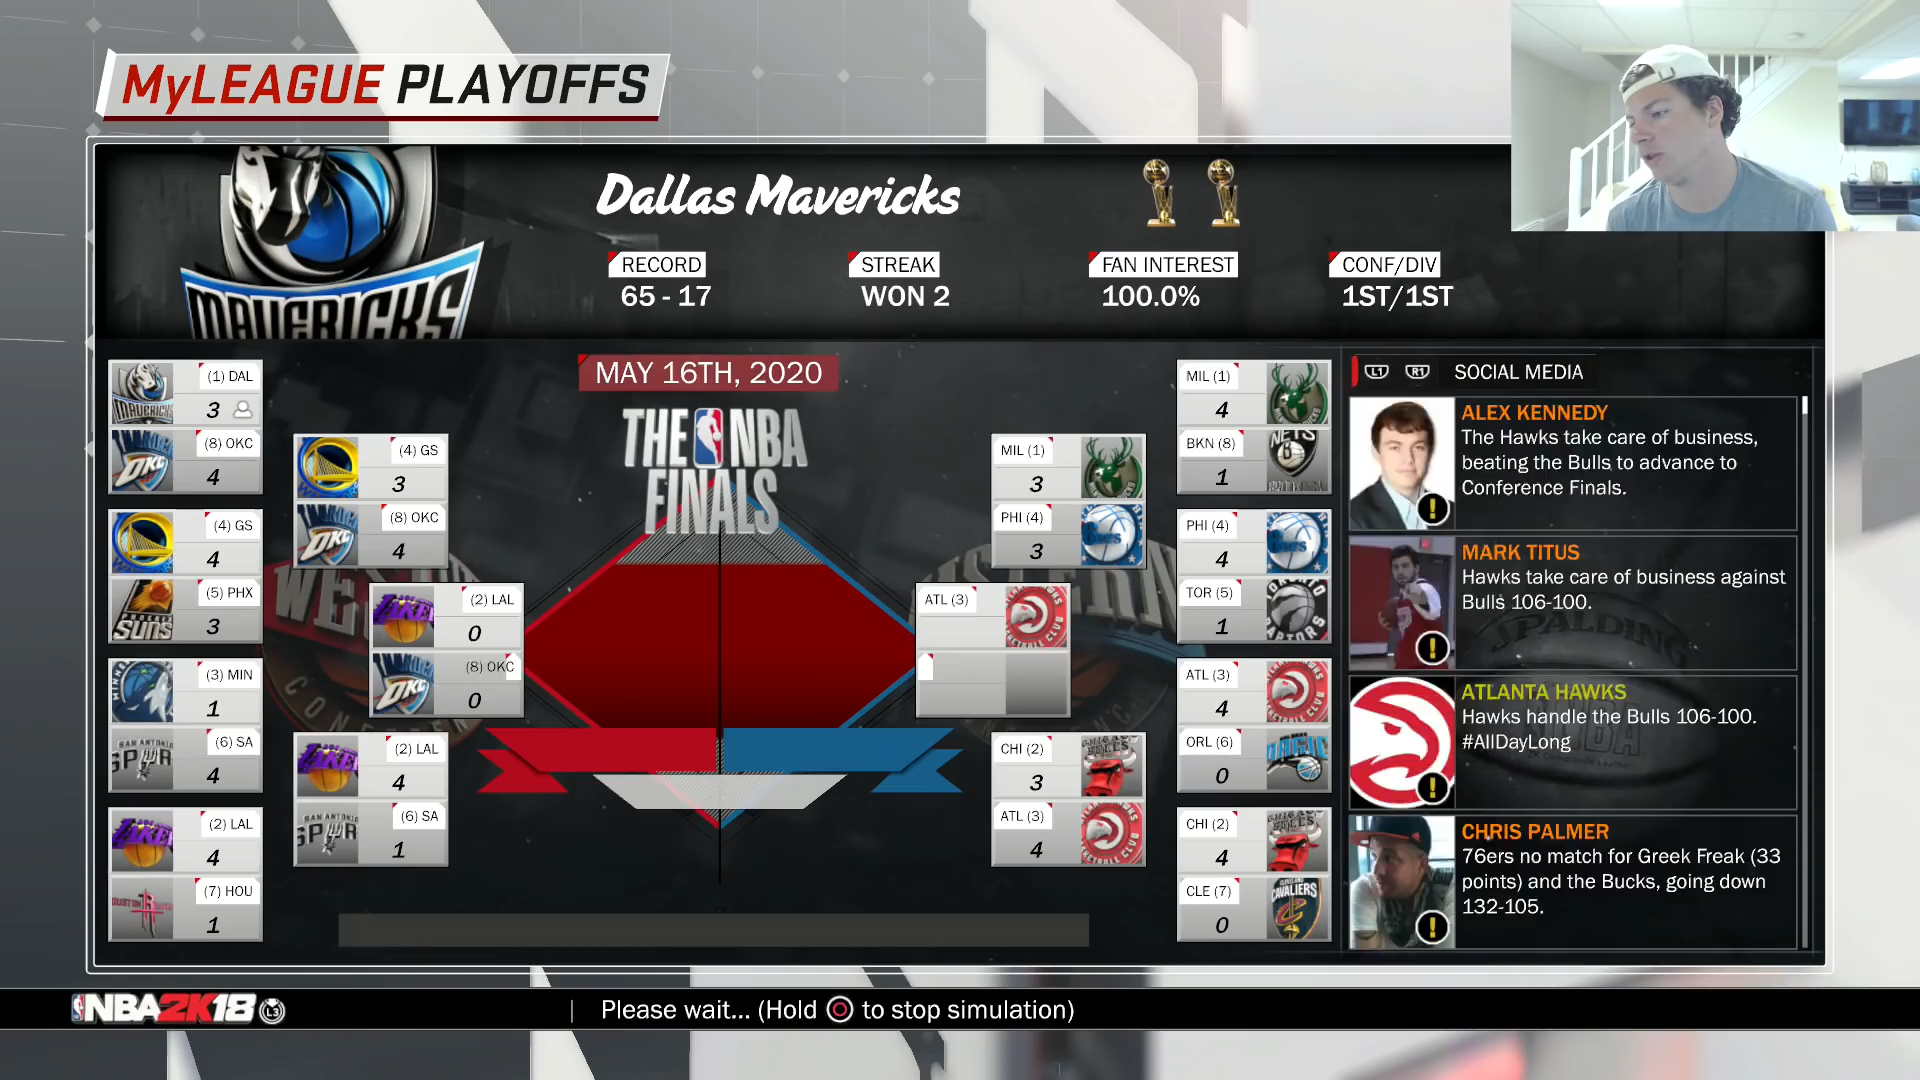 MyLEAGUE PLAYOFFS
Dallas Mavericks
RECORD
65 - 17
STREAK
WON 2
FAN INTEREST
100.0%
CONF/DIV
1ST/1ST
MAVERICKS
MAY 16TH, 2020
THE NBA
FINALS
(1) DAL
3
(8) OKC
4
(4) GS
4
(5) PHX
3
(3) MIN
1
(6) SA
4
(2) LAL
4
(7) HOU
1
(4) GS
3
(8) OKC
4
(2) LAL
4
(6) SA
1
(2) LAL
0
(8) OKC
0
ATL (3)
MIL (1)
3
PHI (4)
3
CHI (2)
3
ATL (3)
4
MIL (1)
4
BKN (8)
1
PHI (4)
4
TOR (5)
1
ATL (3)
4
ORL (6)
0
CHI (2)
4
CLE (7)
0
L1 R1 SOCIAL MEDIA
ALEX KENNEDY
The Hawks take care of business,
beating the Bulls to advance to
Conference Finals.
MARK TITUS
Hawks take care of business against
Bulls 106-100.
ATLANTA HAWKS
Hawks handle the Bulls 106-100.
#AllDayLong
CHRIS PALMER
76ers no match for Greek Freak (33
points) and the Bucks, going down
132-105.
SPALDING
NBA2K18 L3
Please wait... (Hold to stop simulation)